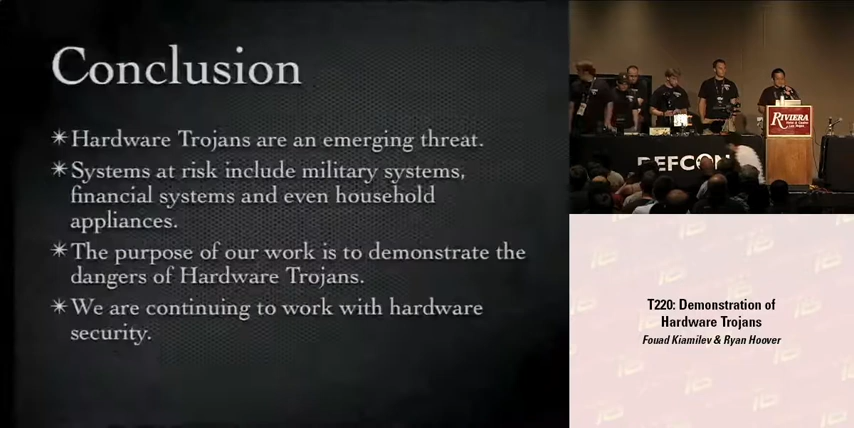 Conclusion
✴Hardware Trojans are an emerging threat.
✴Systems at risk include military systems,
financial systems and even household
appliances.
✴The purpose of our work is to demonstrate the
dangers of Hardware Trojans.
✴We are continuing to work with hardware
security.
RIVIERA
DEFCON
T220: Demonstration of
Hardware Trojans
Fouad Kiamilev & Ryan Hoover